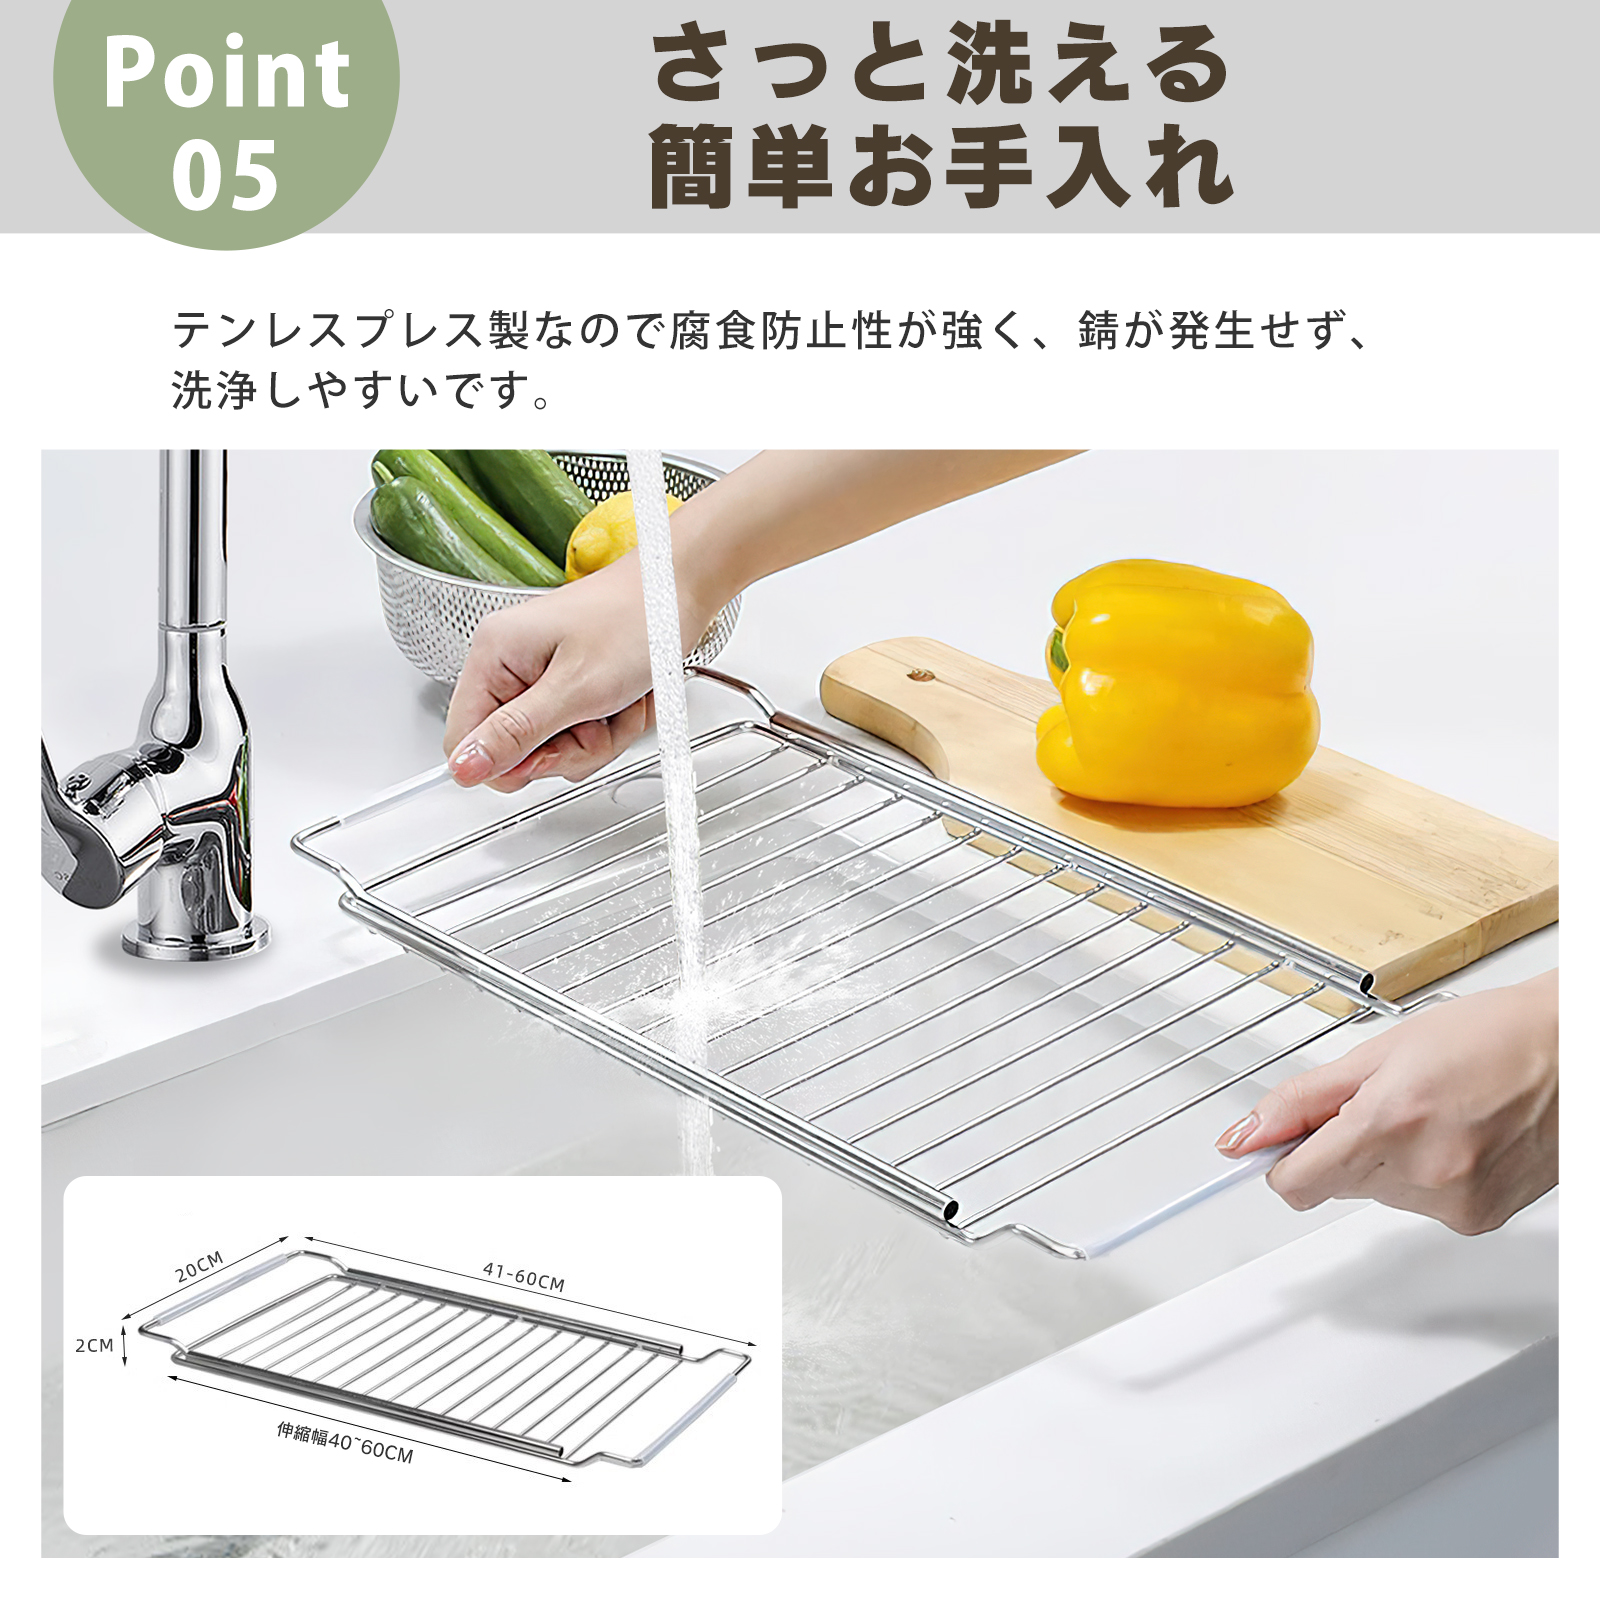 Point
05
さっと洗える
簡単お手入れ
テンレスプレス製なので腐食防止性が強く、錆が発生せず、
洗浄しやすいです。
20CM
41-60CM
2CM
伸縮幅40~60CM